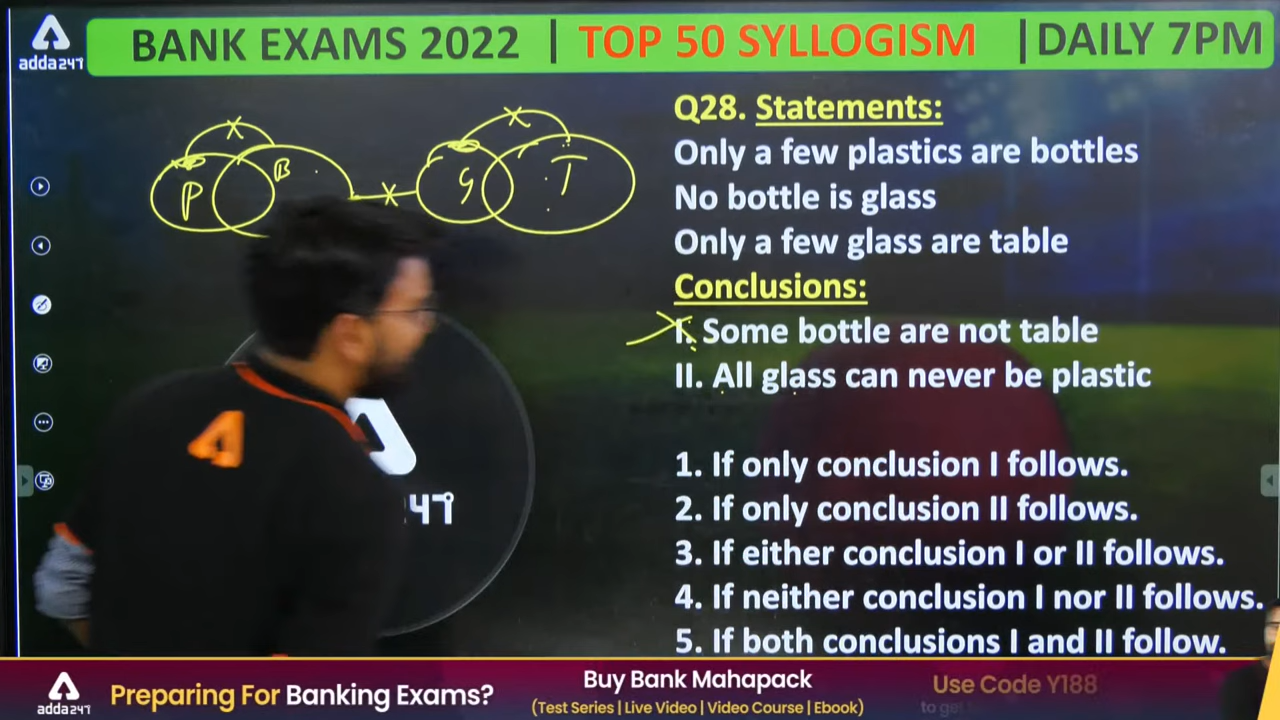 adda247
BANK EXAMS 2022 | TOP 50 SYLLOGISM | DAILY 7PM
P
B
G
T
Q28. Statements:
Only a few plastics are bottles
No bottle is glass
Only a few glass are table
Conclusions:
I. Some bottle are not table
II. All glass can never be plastic
1. If only conclusion I follows.
2. If only conclusion II follows.
3. If either conclusion I or II follows.
4. If neither conclusion I nor II follows.
5. If both conclusions I and II follow.
247
adda247
Preparing For Banking Exams?
Buy Bank Mahapack
(Test Series | Live Video | Video Course | Ebook)
Use Code Y188
to get